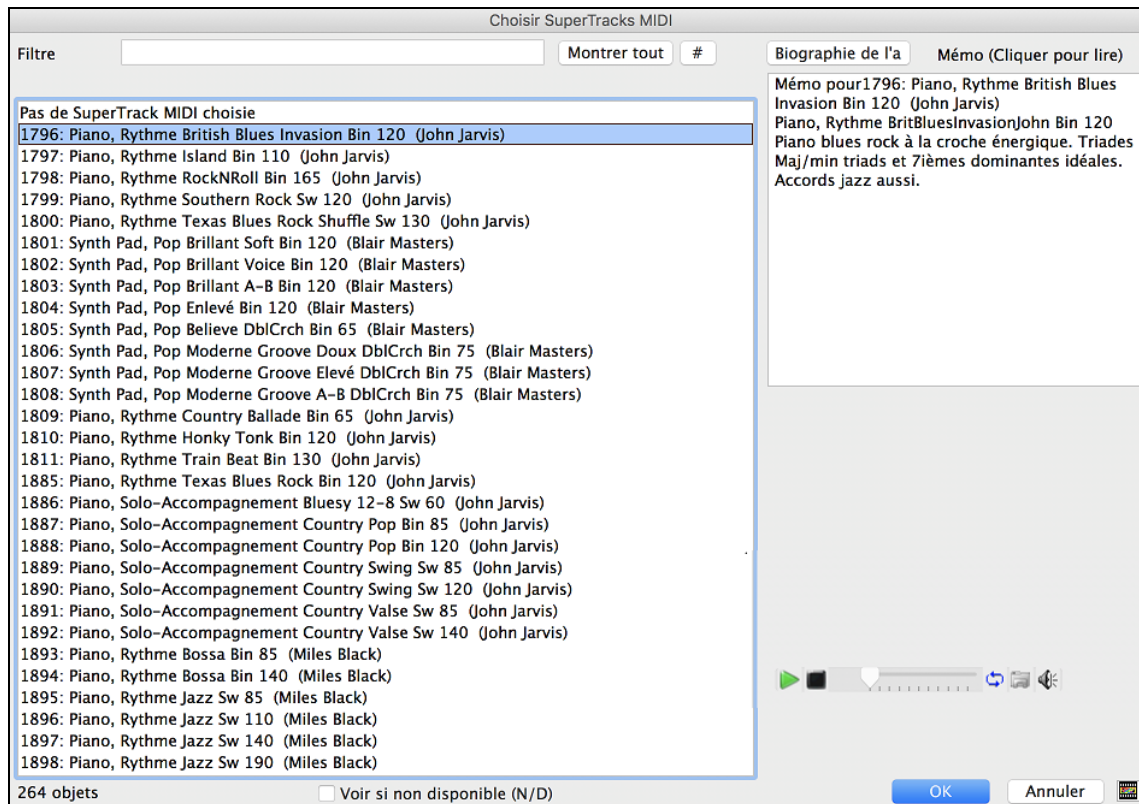 Choisir SuperTracks MIDI
Filtre
Montrer tout
#
Biographie de l'a
Mémo (Cliquer pour lire)
Pas de SuperTrack MIDI choisie
1796: Piano, Rythme British Blues Invasion Bin 120 (John Jarvis)
1797: Piano, Rythme Island Bin 110 (John Jarvis)
1798: Piano, Rythme RockNRoll Bin 165 (John Jarvis)
1799: Piano, Rythme Southern Rock Sw 120 (John Jarvis)
1800: Piano, Rythme Texas Blues Rock Shuffle Sw 130 (John Jarvis)
1801: Synth Pad, Pop Brillant Soft Bin 120 (Blair Masters)
1802: Synth Pad, Pop Brillant Voice Bin 120 (Blair Masters)
1803: Synth Pad, Pop Brillant A-B Bin 120 (Blair Masters)
1804: Synth Pad, Pop Enlevé Bin 120 (Blair Masters)
1805: Synth Pad, Pop Believe DblCrch Bin 65 (Blair Masters)
1806: Synth Pad, Pop Moderne Groove Doux DblCrch Bin 75 (Blair Masters)
1807: Synth Pad, Pop Moderne Groove Elevé DblCrch Bin 75 (Blair Masters)
1808: Synth Pad, Pop Moderne Groove A-B DblCrch Bin 75 (Blair Masters)
1809: Piano, Rythme Country Ballade Bin 65 (John Jarvis)
1810: Piano, Rythme Honky Tonk Bin 120 (John Jarvis)
1811: Piano, Rythme Train Beat Bin 130 (John Jarvis)
1885: Piano, Rythme Texas Blues Rock Bin 120 (John Jarvis)
1886: Piano, Solo-Accompagnement Bluesy 12-8 Sw 60 (John Jarvis)
1887: Piano, Solo-Accompagnement Country Pop Bin 85 (John Jarvis)
1888: Piano, Solo-Accompagnement Country Pop Bin 120 (John Jarvis)
1889: Piano, Solo-Accompagnement Country Swing Sw 85 (John Jarvis)
1890: Piano, Solo-Accompagnement Country Swing Sw 120 (John Jarvis)
1891: Piano, Solo-Accompagnement Country Valse Sw 85 (John Jarvis)
1892: Piano, Solo-Accompagnement Country Valse Sw 140 (John Jarvis)
1893: Piano, Rythme Bossa Bin 85 (Miles Black)
1894: Piano, Rythme Bossa Bin 140 (Miles Black)
1895: Piano, Rythme Jazz Sw 85 (Miles Black)
1896: Piano, Rythme Jazz Sw 110 (Miles Black)
1897: Piano, Rythme Jazz Sw 140 (Miles Black)
1898: Piano, Rythme Jazz Sw 190 (Miles Black)
Mémo pour1796: Piano, Rythme British Blues
Invasion Bin 120 (John Jarvis)
Piano, Rythme BritBluesInvasionJohn Bin 120
Piano blues rock à la croche énergique. Triades
Maj/min triads et 7ièmes dominantes idéales.
Accords jazz aussi.
264 objets
Voir si non disponible (N/D)
OK
Annuler